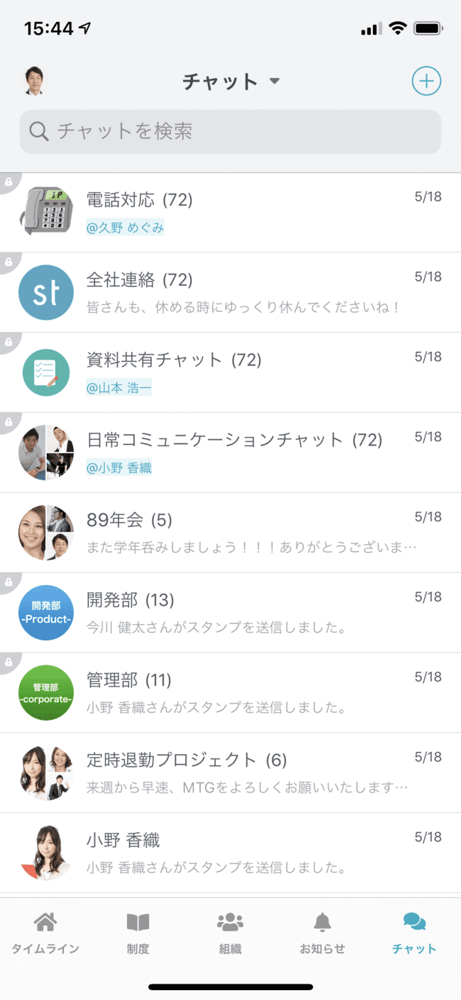 15:44
チャット
チャットを検索
IP
1 2 3
4 5 6
7 8 9
* 0 #
電話対応 (72)
5/18
@久野 めぐみ
st
全社連絡 (72)
5/18
皆さんも、休める時にゆっくり休んでくださいね！
資料共有チャット (72)
5/18
@山本 浩一
日常コミュニケーションチャット (72)
5/18
@小野 香織
89年会 (5)
5/18
また学年呑みしましょう！！！ありがとうございま…
開発部
-Product-
開発部 (13)
5/18
今川 健太さんがスタンプを送信しました。
管理部
-corporate-
管理部 (11)
5/18
小野 香織さんがスタンプを送信しました。
定時退勤プロジェクト (6)
5/18
来週から早速、MTGをよろしくお願いいたします…
小野 香織
5/18
小野 香織さんがスタンプを送信しました。
タイムライン
制度
組織
お知らせ
チャット